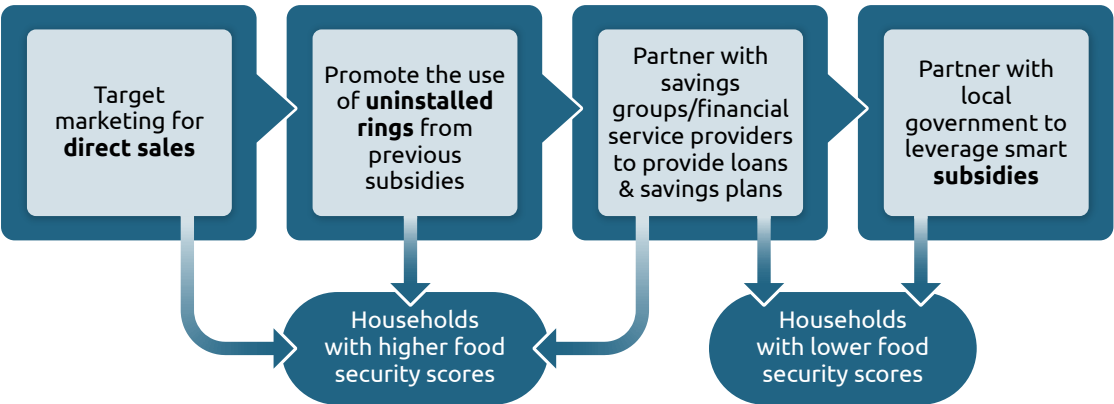 Target
marketing for
direct sales
Promote the use
of uninstalled
rings from
previous
subsidies
Partner with
savings
groups/financial
service providers
to provide loans
& savings plans
Partner with
local
government to
leverage smart
subsidies
Households
with higher food
security scores
Households
with lower food
security scores